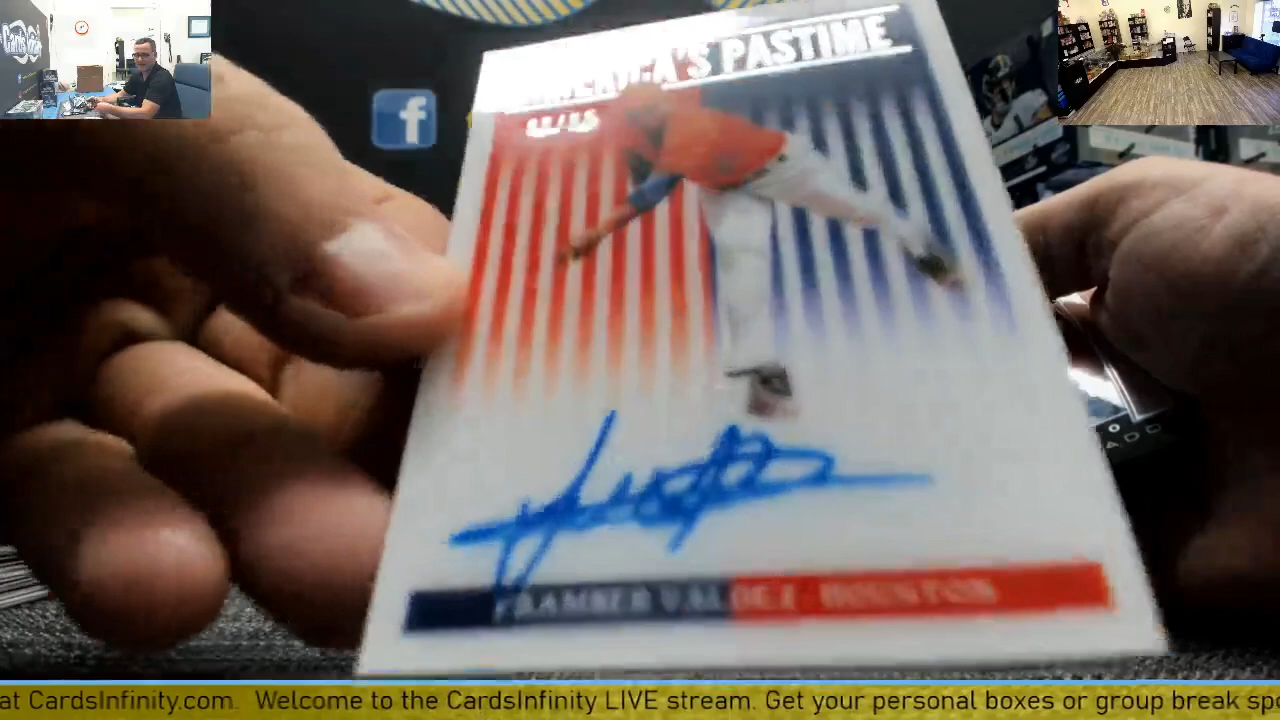 AMERICA'S PASTIME
FRAMBER VALDEZ HOUSTON
at CardsInfinity.com. Welcome to the CardsInfinity LIVE stream. Get your personal boxes or group break sp